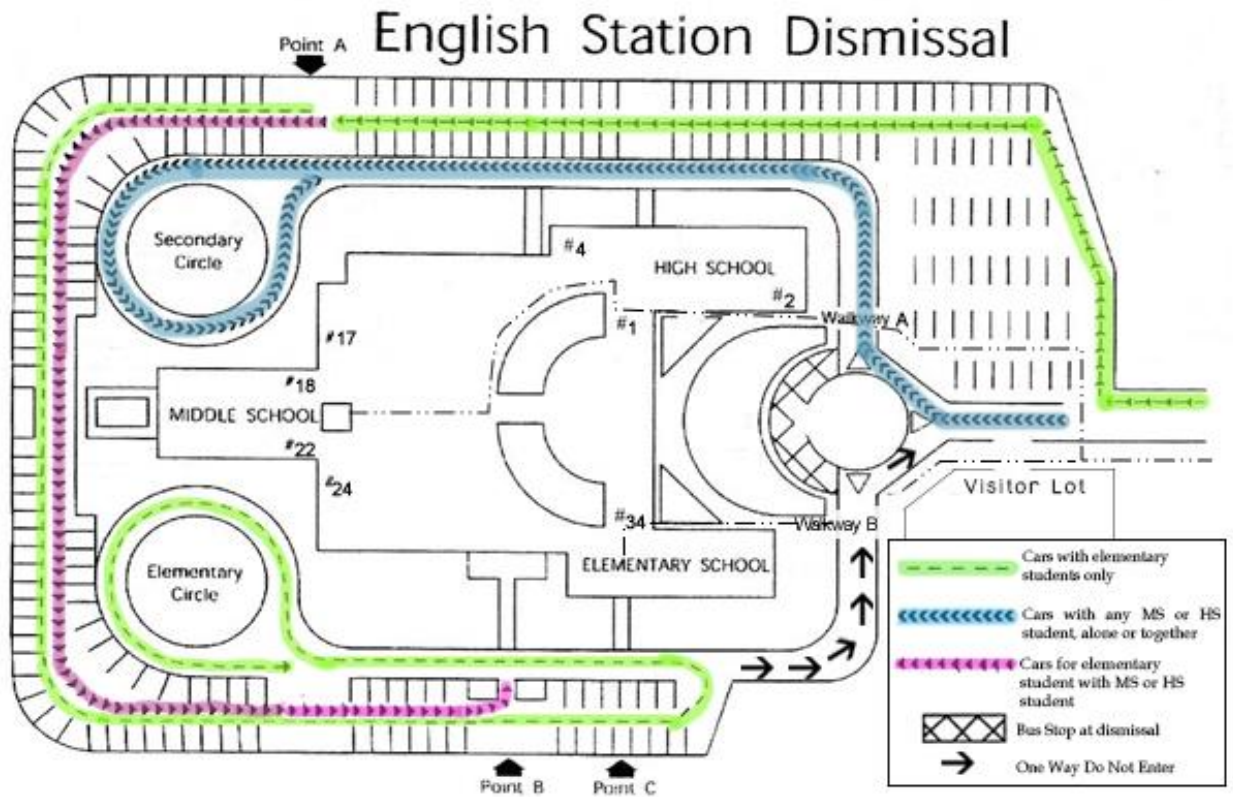 English Station Dismissal
Point A
Secondary
Circle
#4
HIGH SCHOOL
#2
Walkway A
#1
#17
#18
MIDDLE SCHOOL
#22
&24
Visitor Lot
#34
Walkway B
ELEMENTARY SCHOOL
Elementary
Circle
Cars with elementary
students only
Cars with any MS or HS
student, alone or together
Cars for elementary
student with MS or HS
student
Bus Stop at dismissal
One Way Do Not Enter
Point B
Point C